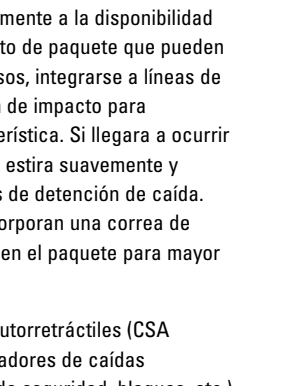 mente a la disponibilidad
to de paquete que pueden
sos, integrarse a líneas de
de impacto para
erística. Si llegara a ocurrir
estira suavemente y
s de detención de caída.
orporan una correa de
en el paquete para mayor
utorretráctiles (CSA
adores de caídas